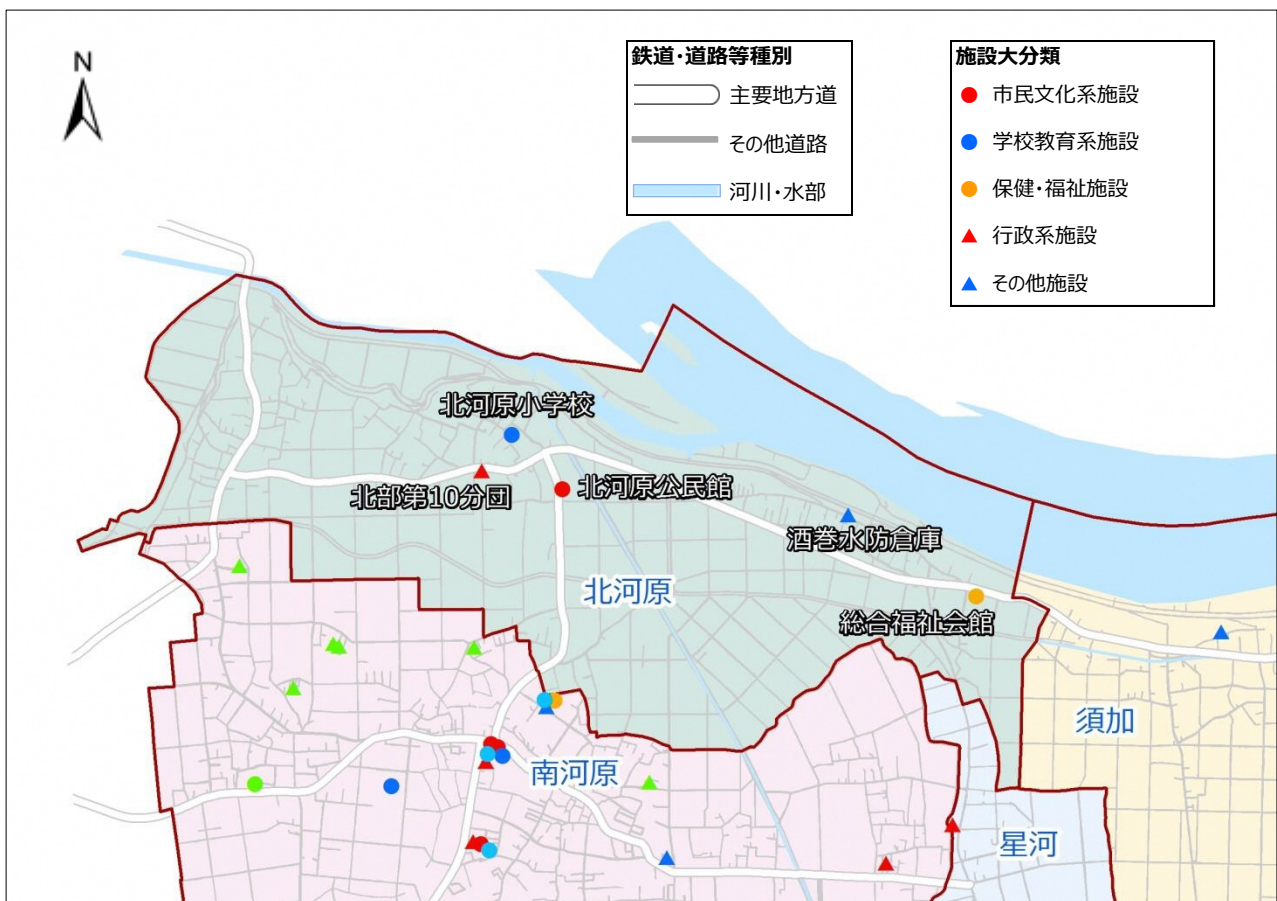 N
鉄道・道路等種別
主要地方道
その他道路
河川・水部
施設大分類
市民文化系施設
学校教育系施設
保健・福祉施設
行政系施設
その他施設
北河原小学校
北部第10分団
北河原公民館
酒巻水防倉庫
北河原
総合福祉会館
須加
南河原
星河